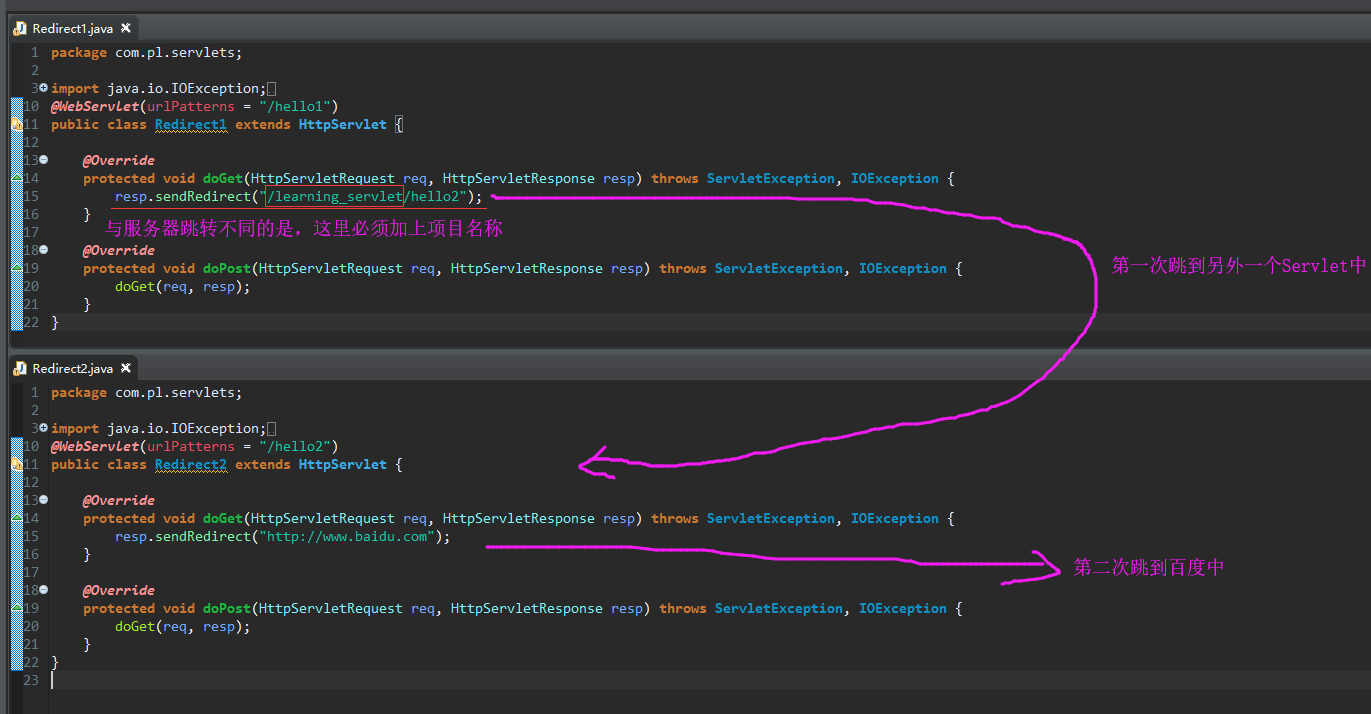 Redirect1.java
1 package com.pl.servlets;
2
3 import java.io.IOException;
10 @WebServlet(urlPatterns = "/hello1")
11 public class Redirect1 extends HttpServlet {
12
13 @Override
14 protected void doGet(HttpServletRequest req, HttpServletResponse resp) throws ServletException, IOException {
15 resp.sendRedirect("/learning_servlet/hello2");
16 }
17 与服务器跳转不同的是，这里必须加上项目名称
18 @Override
19 protected void doPost(HttpServletRequest req, HttpServletResponse resp) throws ServletException, IOException {
第一次跳到另外一个Servlet中
20 doGet(req, resp);
21 }
22 }
Redirect2.java
1 package com.pl.servlets;
2
3 import java.io.IOException;
10 @WebServlet(urlPatterns = "/hello2")
11 public class Redirect2 extends HttpServlet {
12
13 @Override
14 protected void doGet(HttpServletRequest req, HttpServletResponse resp) throws ServletException, IOException {
15 resp.sendRedirect("http://www.baidu.com");
16 }
第二次跳到百度中
17
18 @Override
19 protected void doPost(HttpServletRequest req, HttpServletResponse resp) throws ServletException, IOException {
20 doGet(req, resp);
21 }
22 }
23